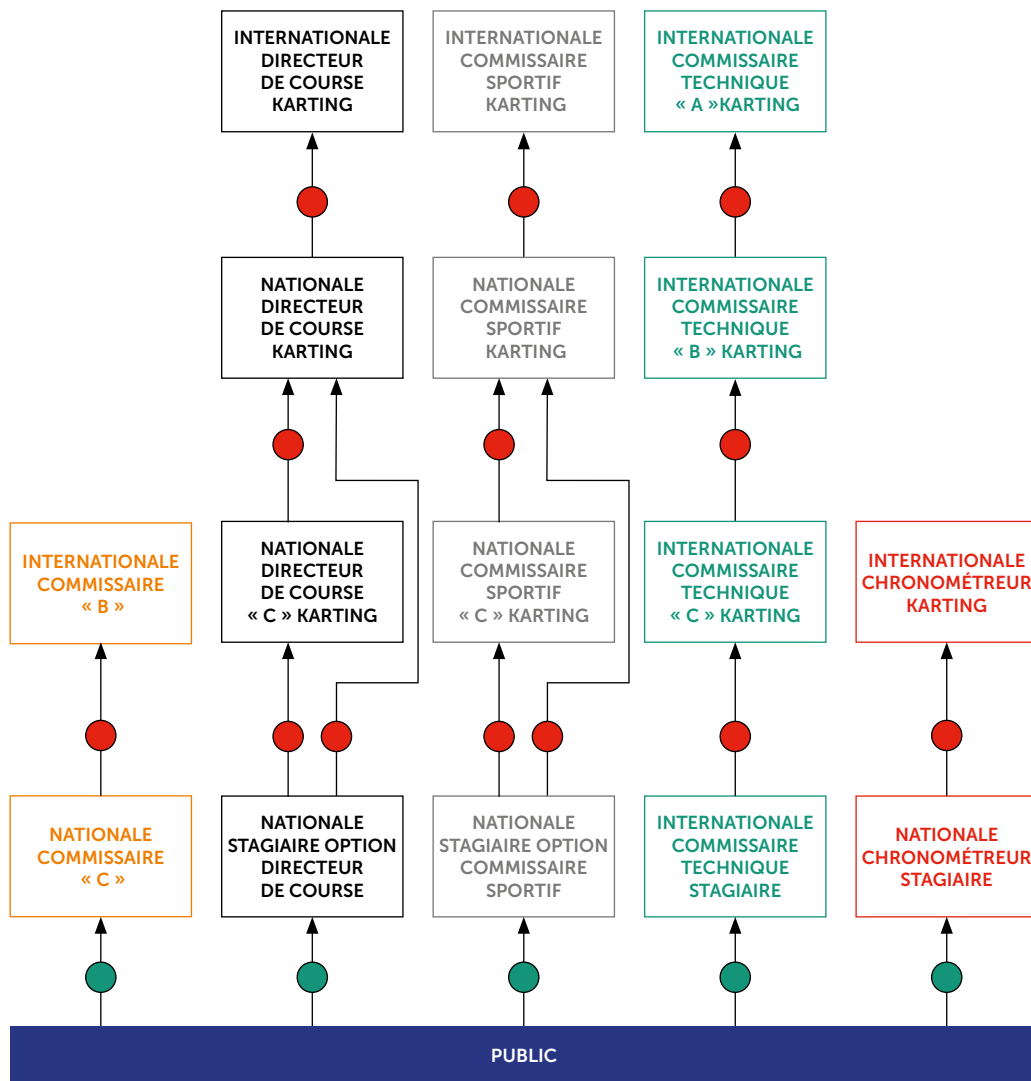 INTERNATIONALE
DIRECTEUR
DE COURSE
KARTING
INTERNATIONALE
COMMISSAIRE
SPORTIF
KARTING
INTERNATIONALE
COMMISSAIRE
TECHNIQUE
« A »KARTING
NATIONALE
DIRECTEUR
DE COURSE
KARTING
NATIONALE
COMMISSAIRE
SPORTIF
KARTING
INTERNATIONALE
COMMISSAIRE
TECHNIQUE
« B » KARTING
INTERNATIONALE
COMMISSAIRE
« B »
NATIONALE
DIRECTEUR
DE COURSE
« C » KARTING
NATIONALE
COMMISSAIRE
SPORTIF
« C » KARTING
INTERNATIONALE
COMMISSAIRE
TECHNIQUE
« C » KARTING
INTERNATIONALE
CHRONOMÉTREUR
KARTING
NATIONALE
COMMISSAIRE
« C »
NATIONALE
STAGIAIRE OPTION
DIRECTEUR
DE COURSE
NATIONALE
STAGIAIRE OPTION
COMMISSAIRE
SPORTIF
INTERNATIONALE
COMMISSAIRE
TECHNIQUE
STAGIAIRE
NATIONALE
CHRONOMÉTREUR
STAGIAIRE
PUBLIC